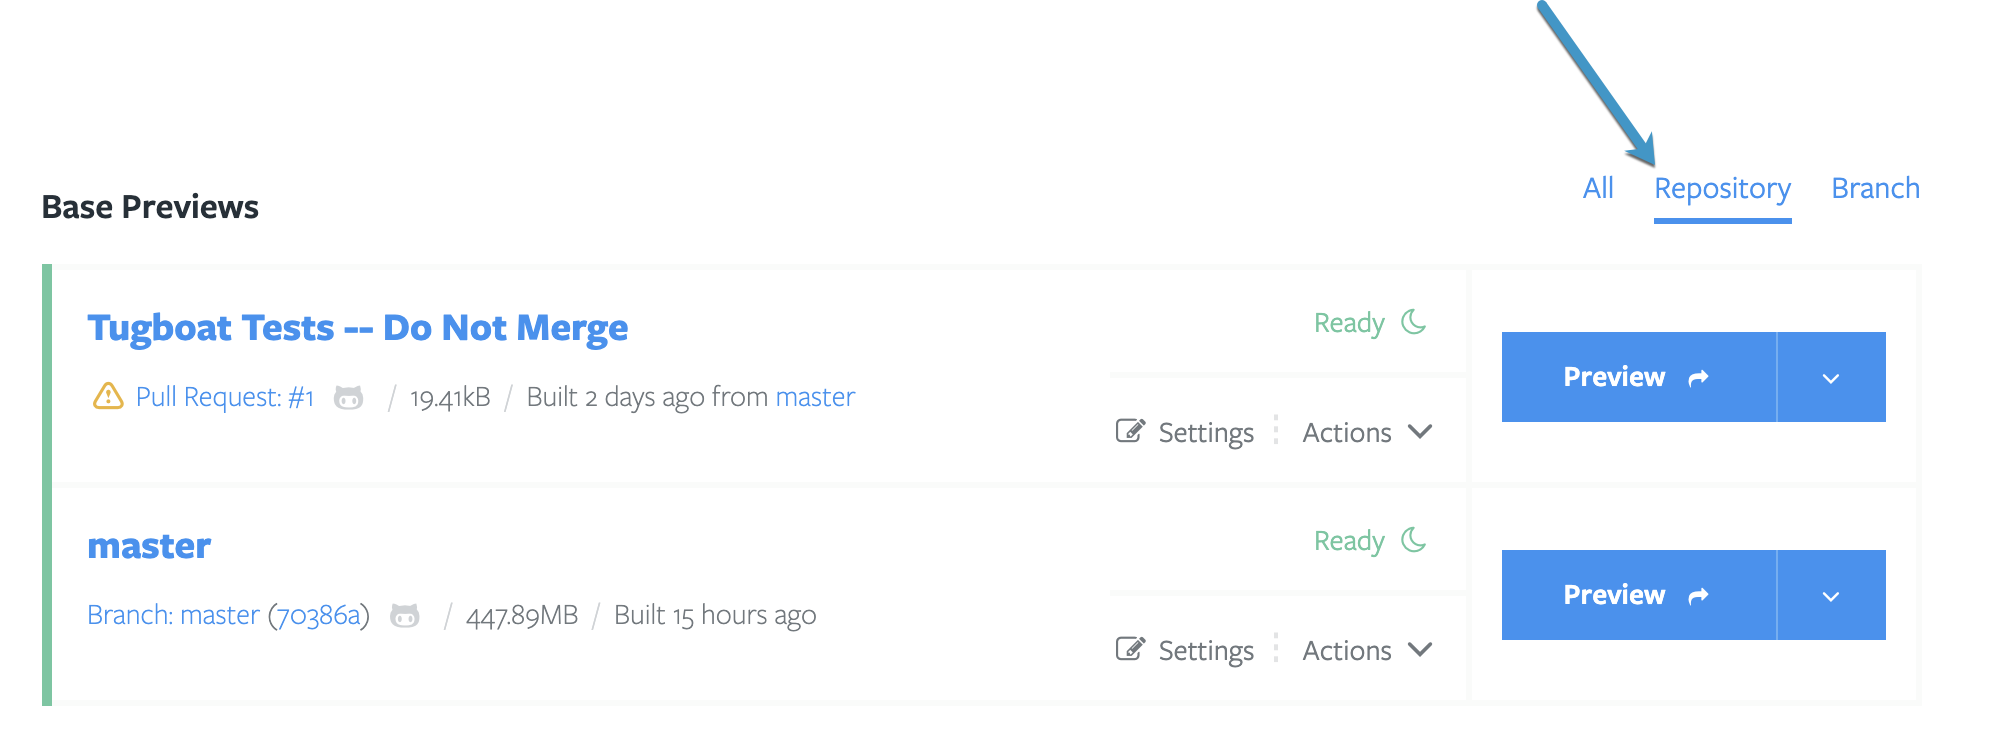 All Repository Branch
Base Previews
Tugboat Tests -- Do Not Merge
Ready
Preview
Pull Request: #1 / 19.41kB / Built 2 days ago from master
Settings Actions
master
Ready
Preview
Branch: master (70386a) / 447.89MB / Built 15 hours ago
Settings Actions